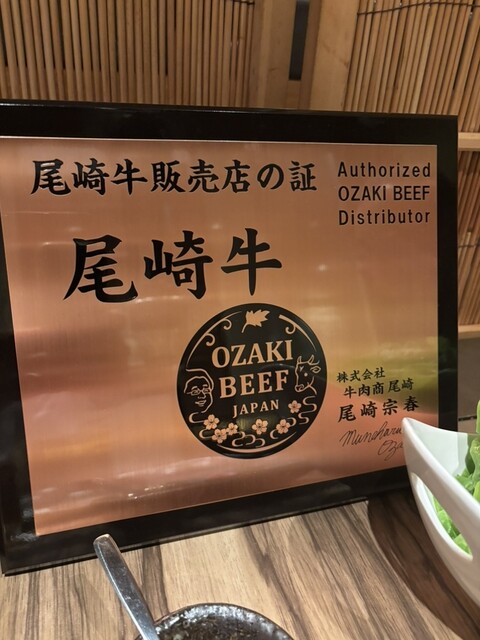 尾崎牛販売店の証
Authorized
OZAKI BEEF
Distributor
尾崎牛
OZAKI
BEEF
JAPAN
株式会社
牛肉商尾崎
尾崎宗春
Muneharu